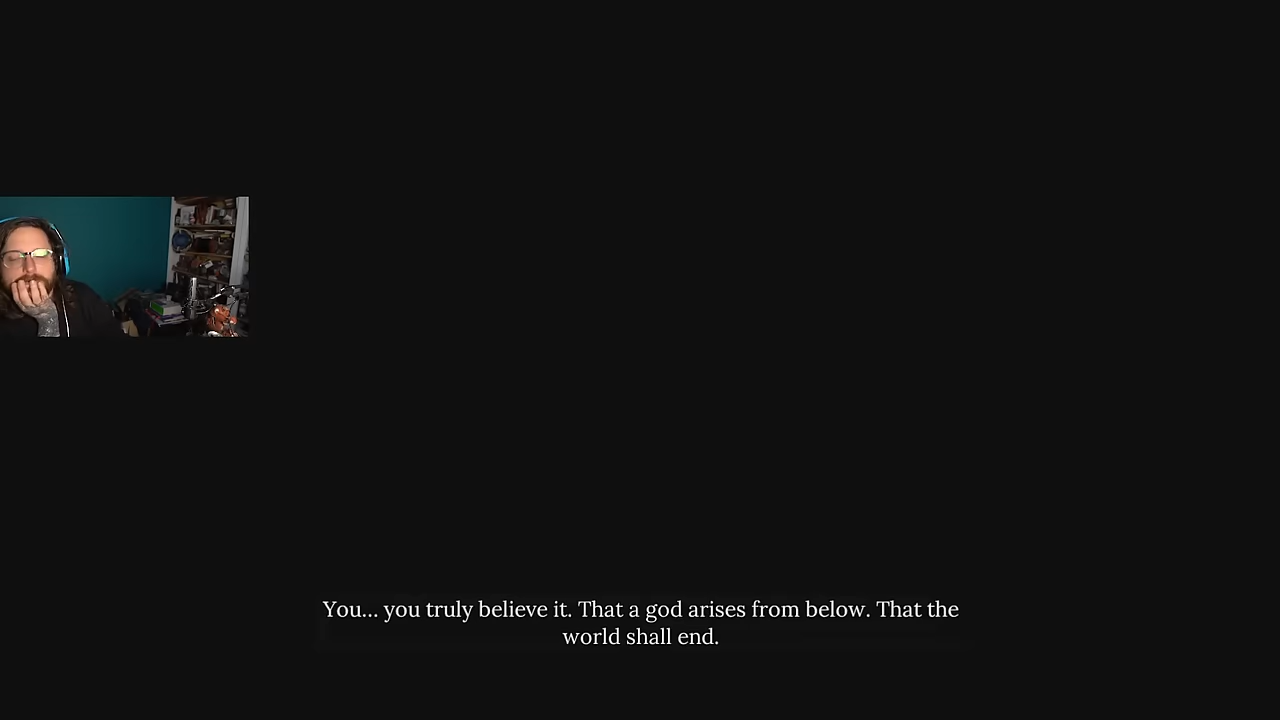 You... you truly believe it. That a god arises from below. That the
world shall end.